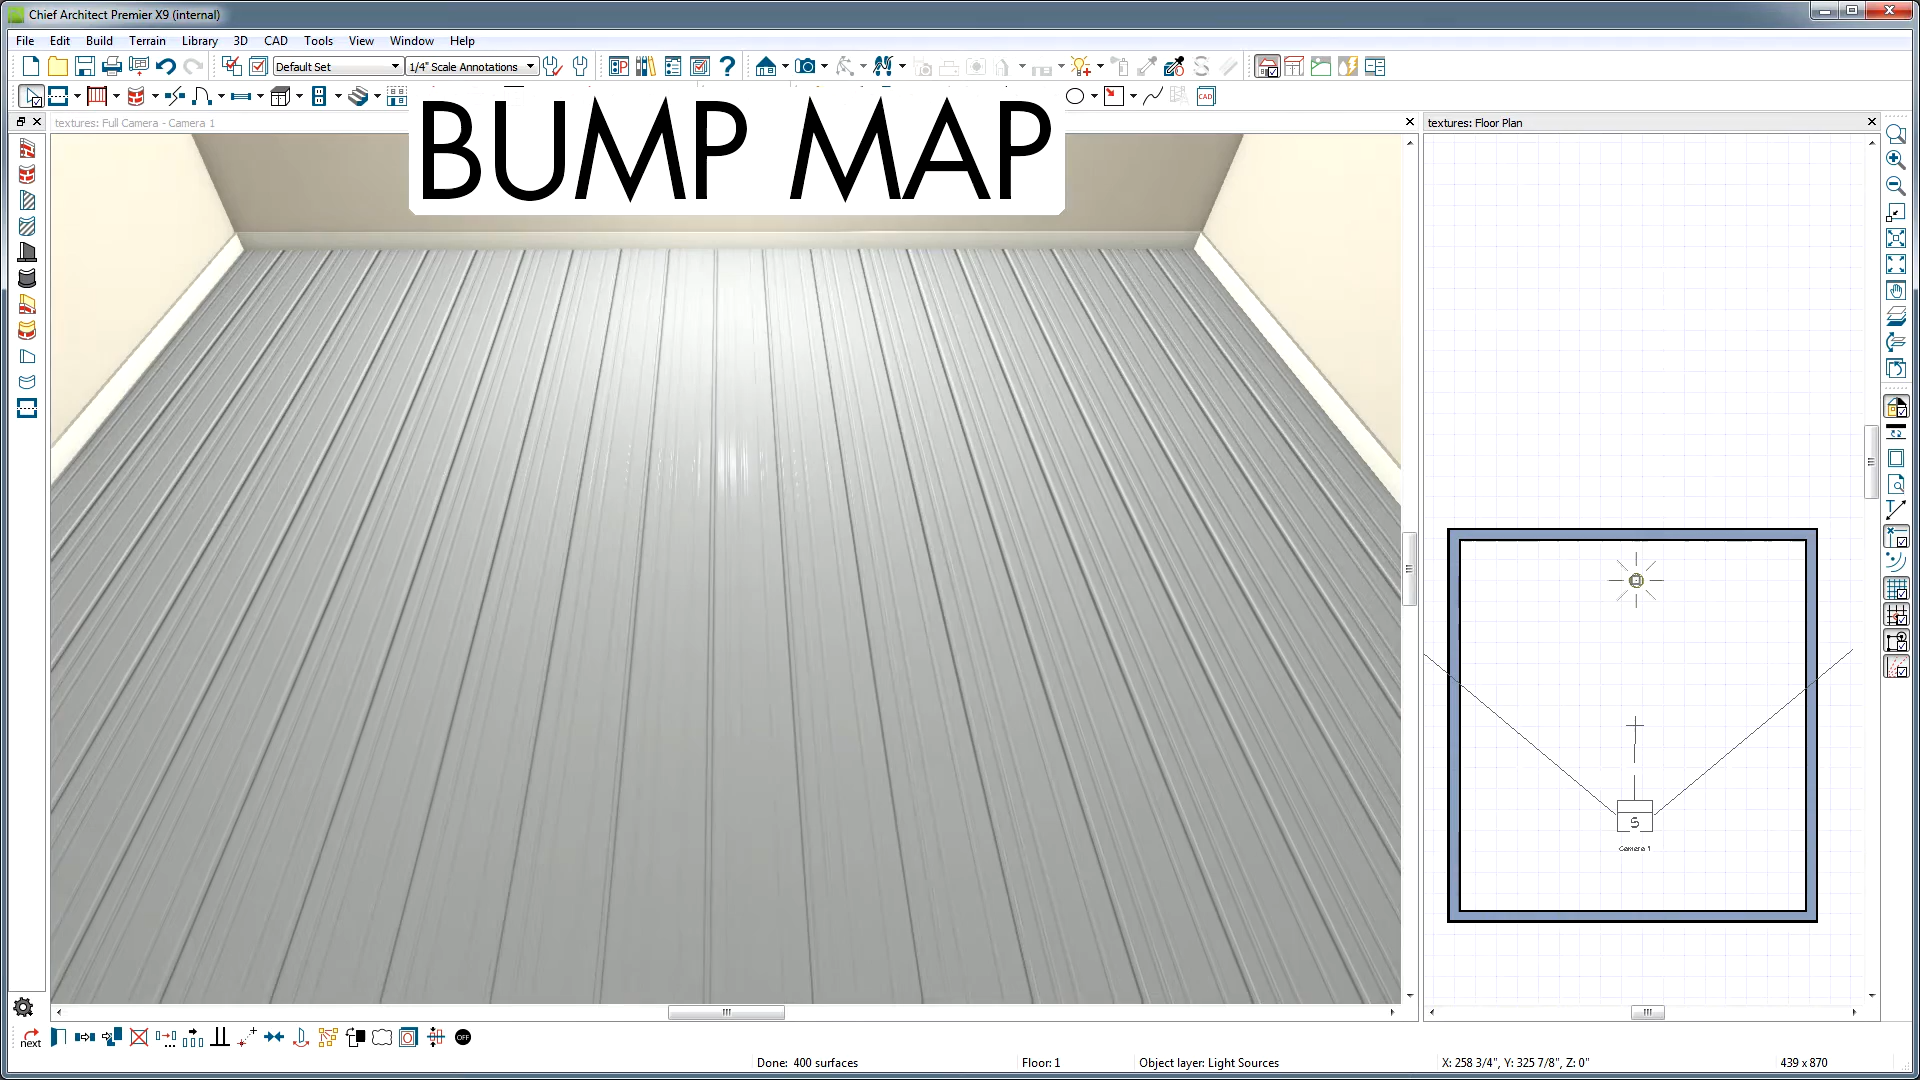 Chief Architect Premier X9 (internal)
File Edit Build Terrain Library 3D CAD Tools View Window Help
Default Set 1/4" Scale Annotations
CAD
textures: Full Camera - Camera 1
BUMP MAP
textures: Floor Plan
S
Camera 1
next
OFF
Done: 400 surfaces Floor: 1 Object layer: Light Sources X: 258 3/4", Y: 325 7/8", Z: 0" 439 x 870